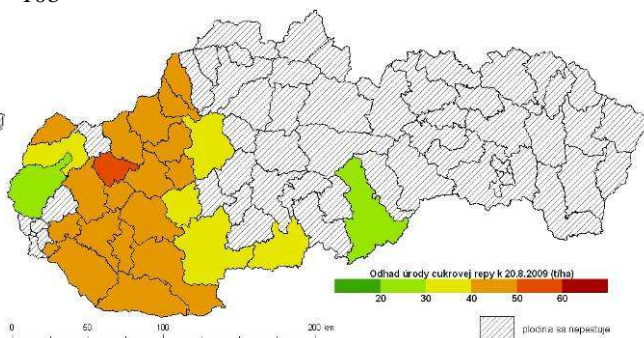 Odhad úrody cukrovej repy k 20.8.2009 (t/ha)
20 30 40 50 60
0 50 100 200 km
plodina sa nepestuje